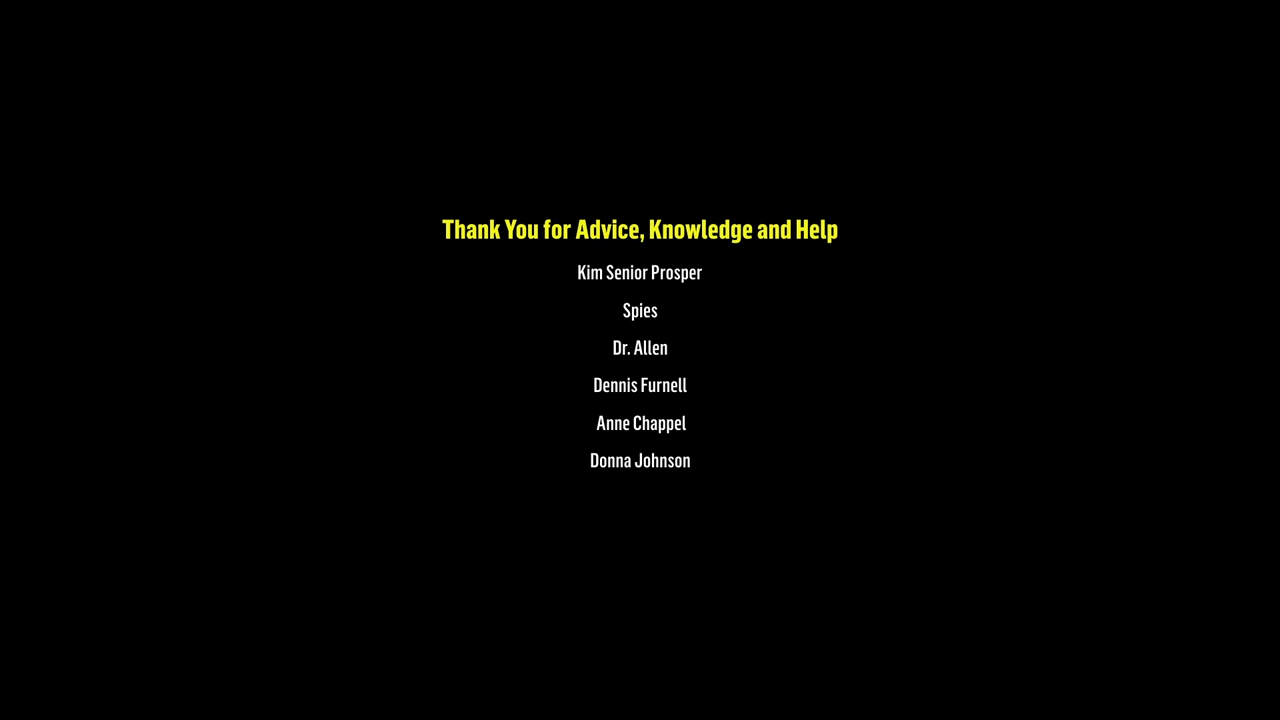 Thank You for Advice, Knowledge and Help
Kim Senior Prosper
Spies
Dr. Allen
Dennis Furnell
Anne Chappel
Donna Johnson